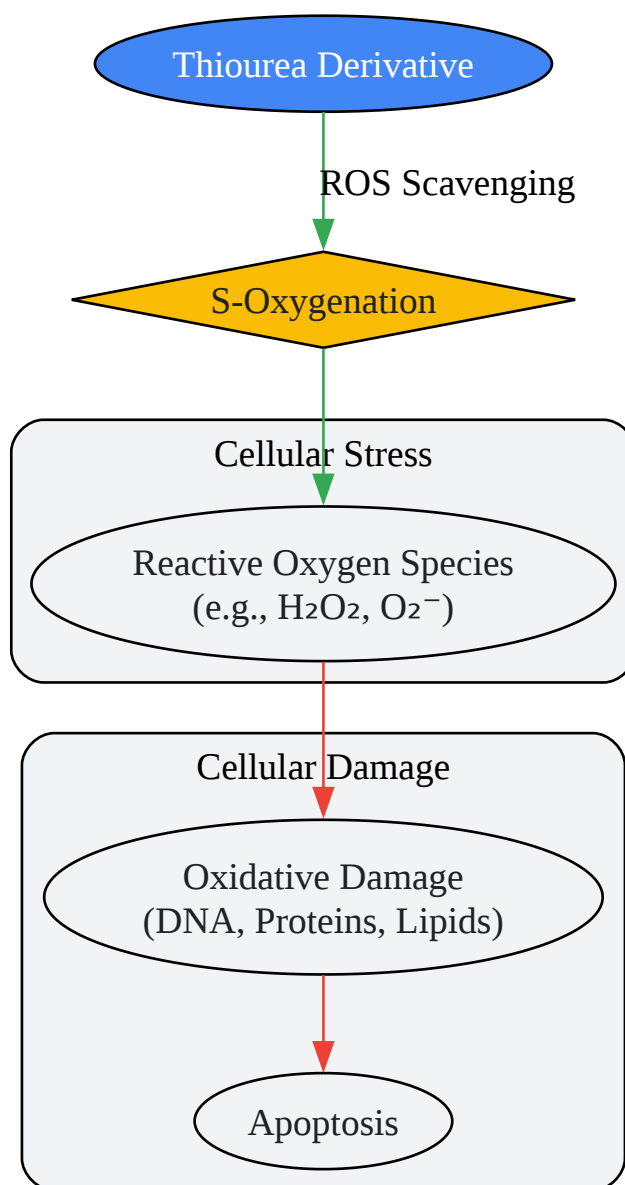 Thiourea Derivative
ROS Scavenging
S-Oxygenation
Cellular Stress
Reactive Oxygen Species
(e.g., H₂O₂, O₂⁻)
Cellular Damage
Oxidative Damage
(DNA, Proteins, Lipids)
Apoptosis